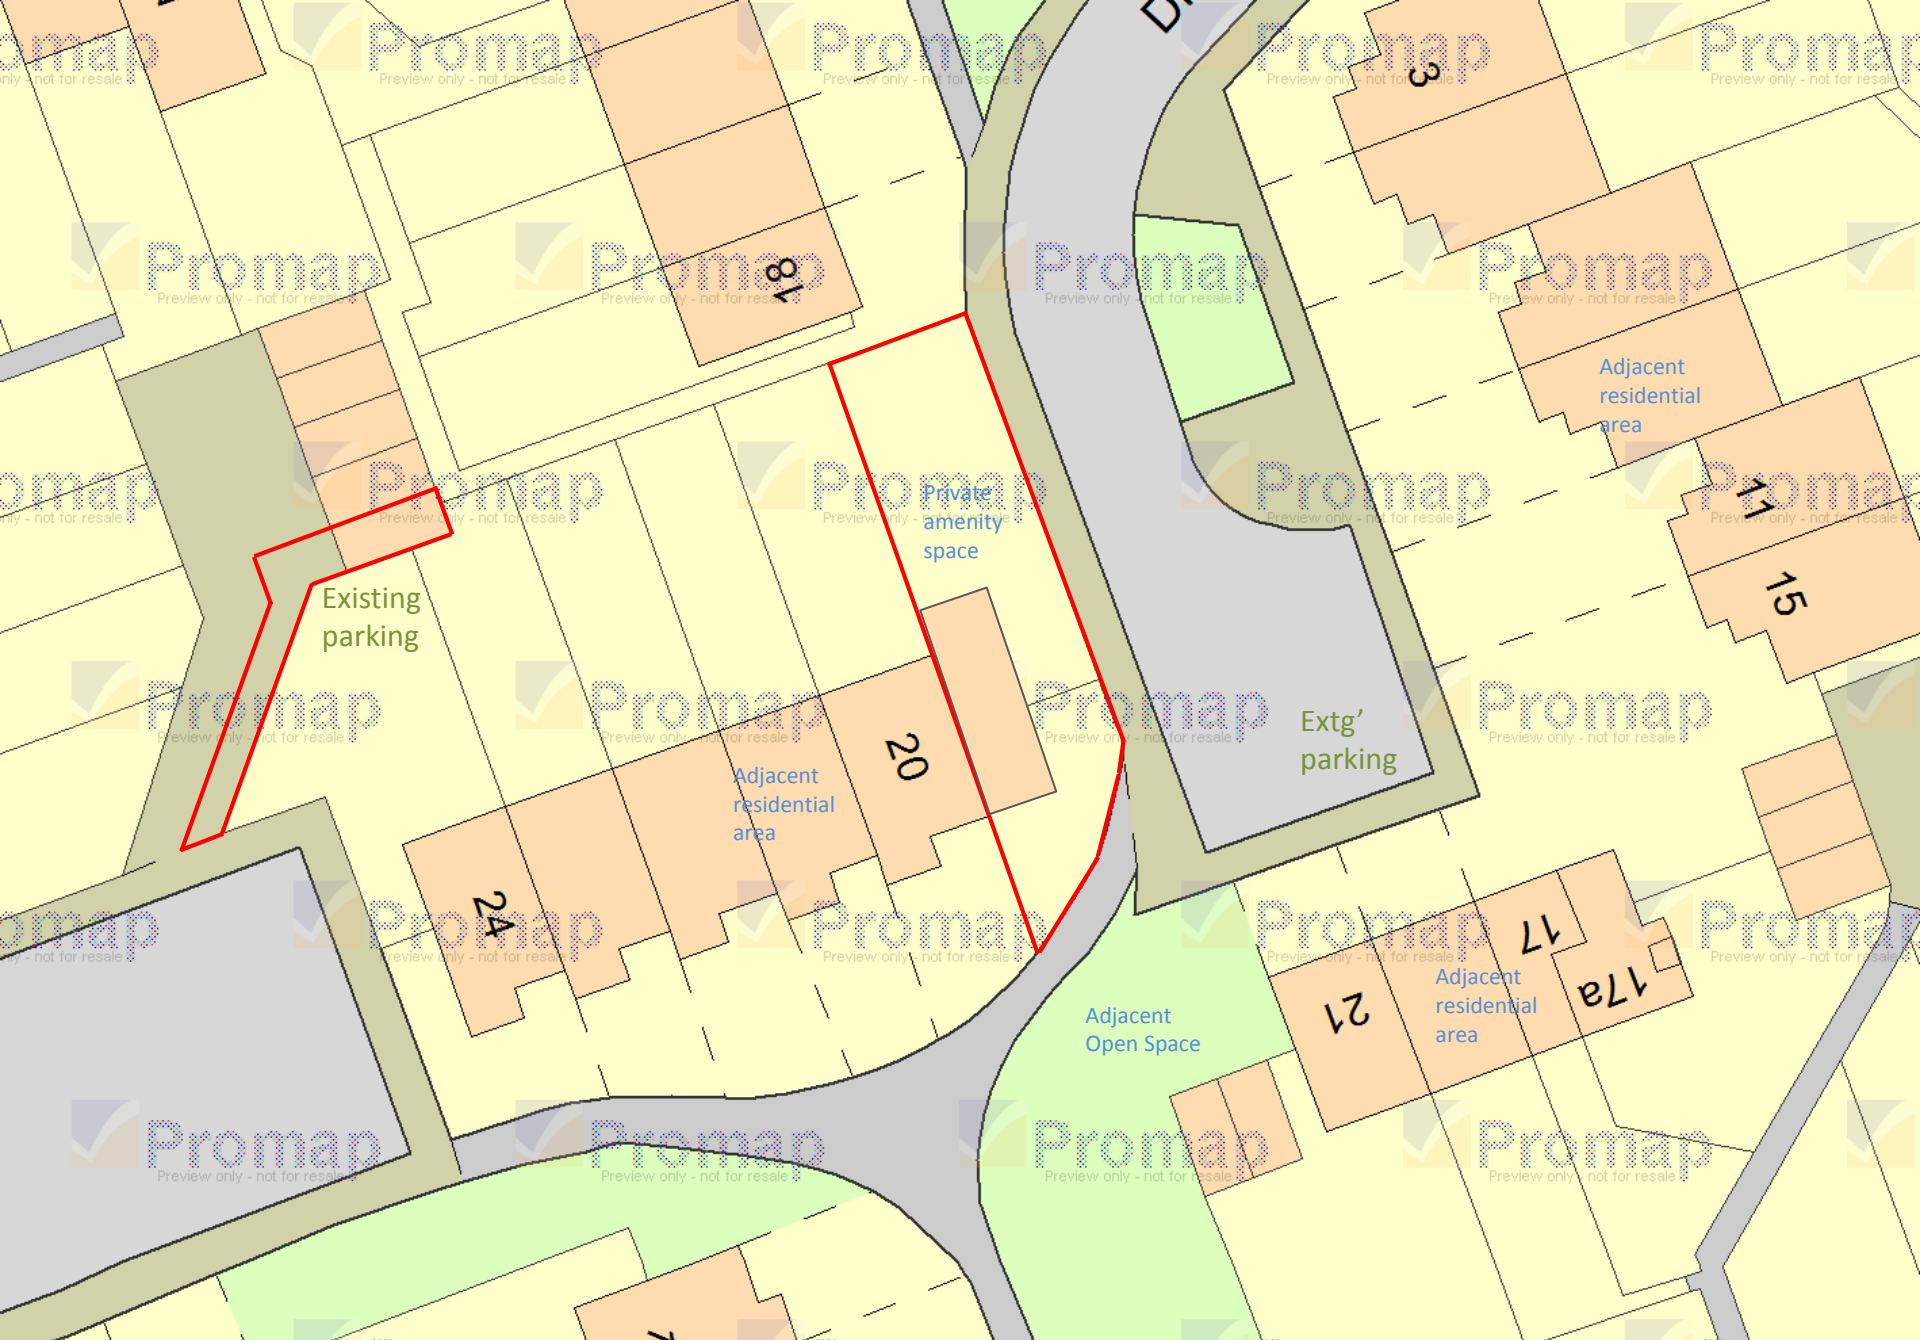 Promap
Preview only - not for resale
3
18
Adjacent
residential
area
Private
amenity
space
11
15
Existing
parking
Extg’
parking
20
Adjacent
residential
area
24
17
17a
21
Adjacent
residential
area
Adjacent
Open Space